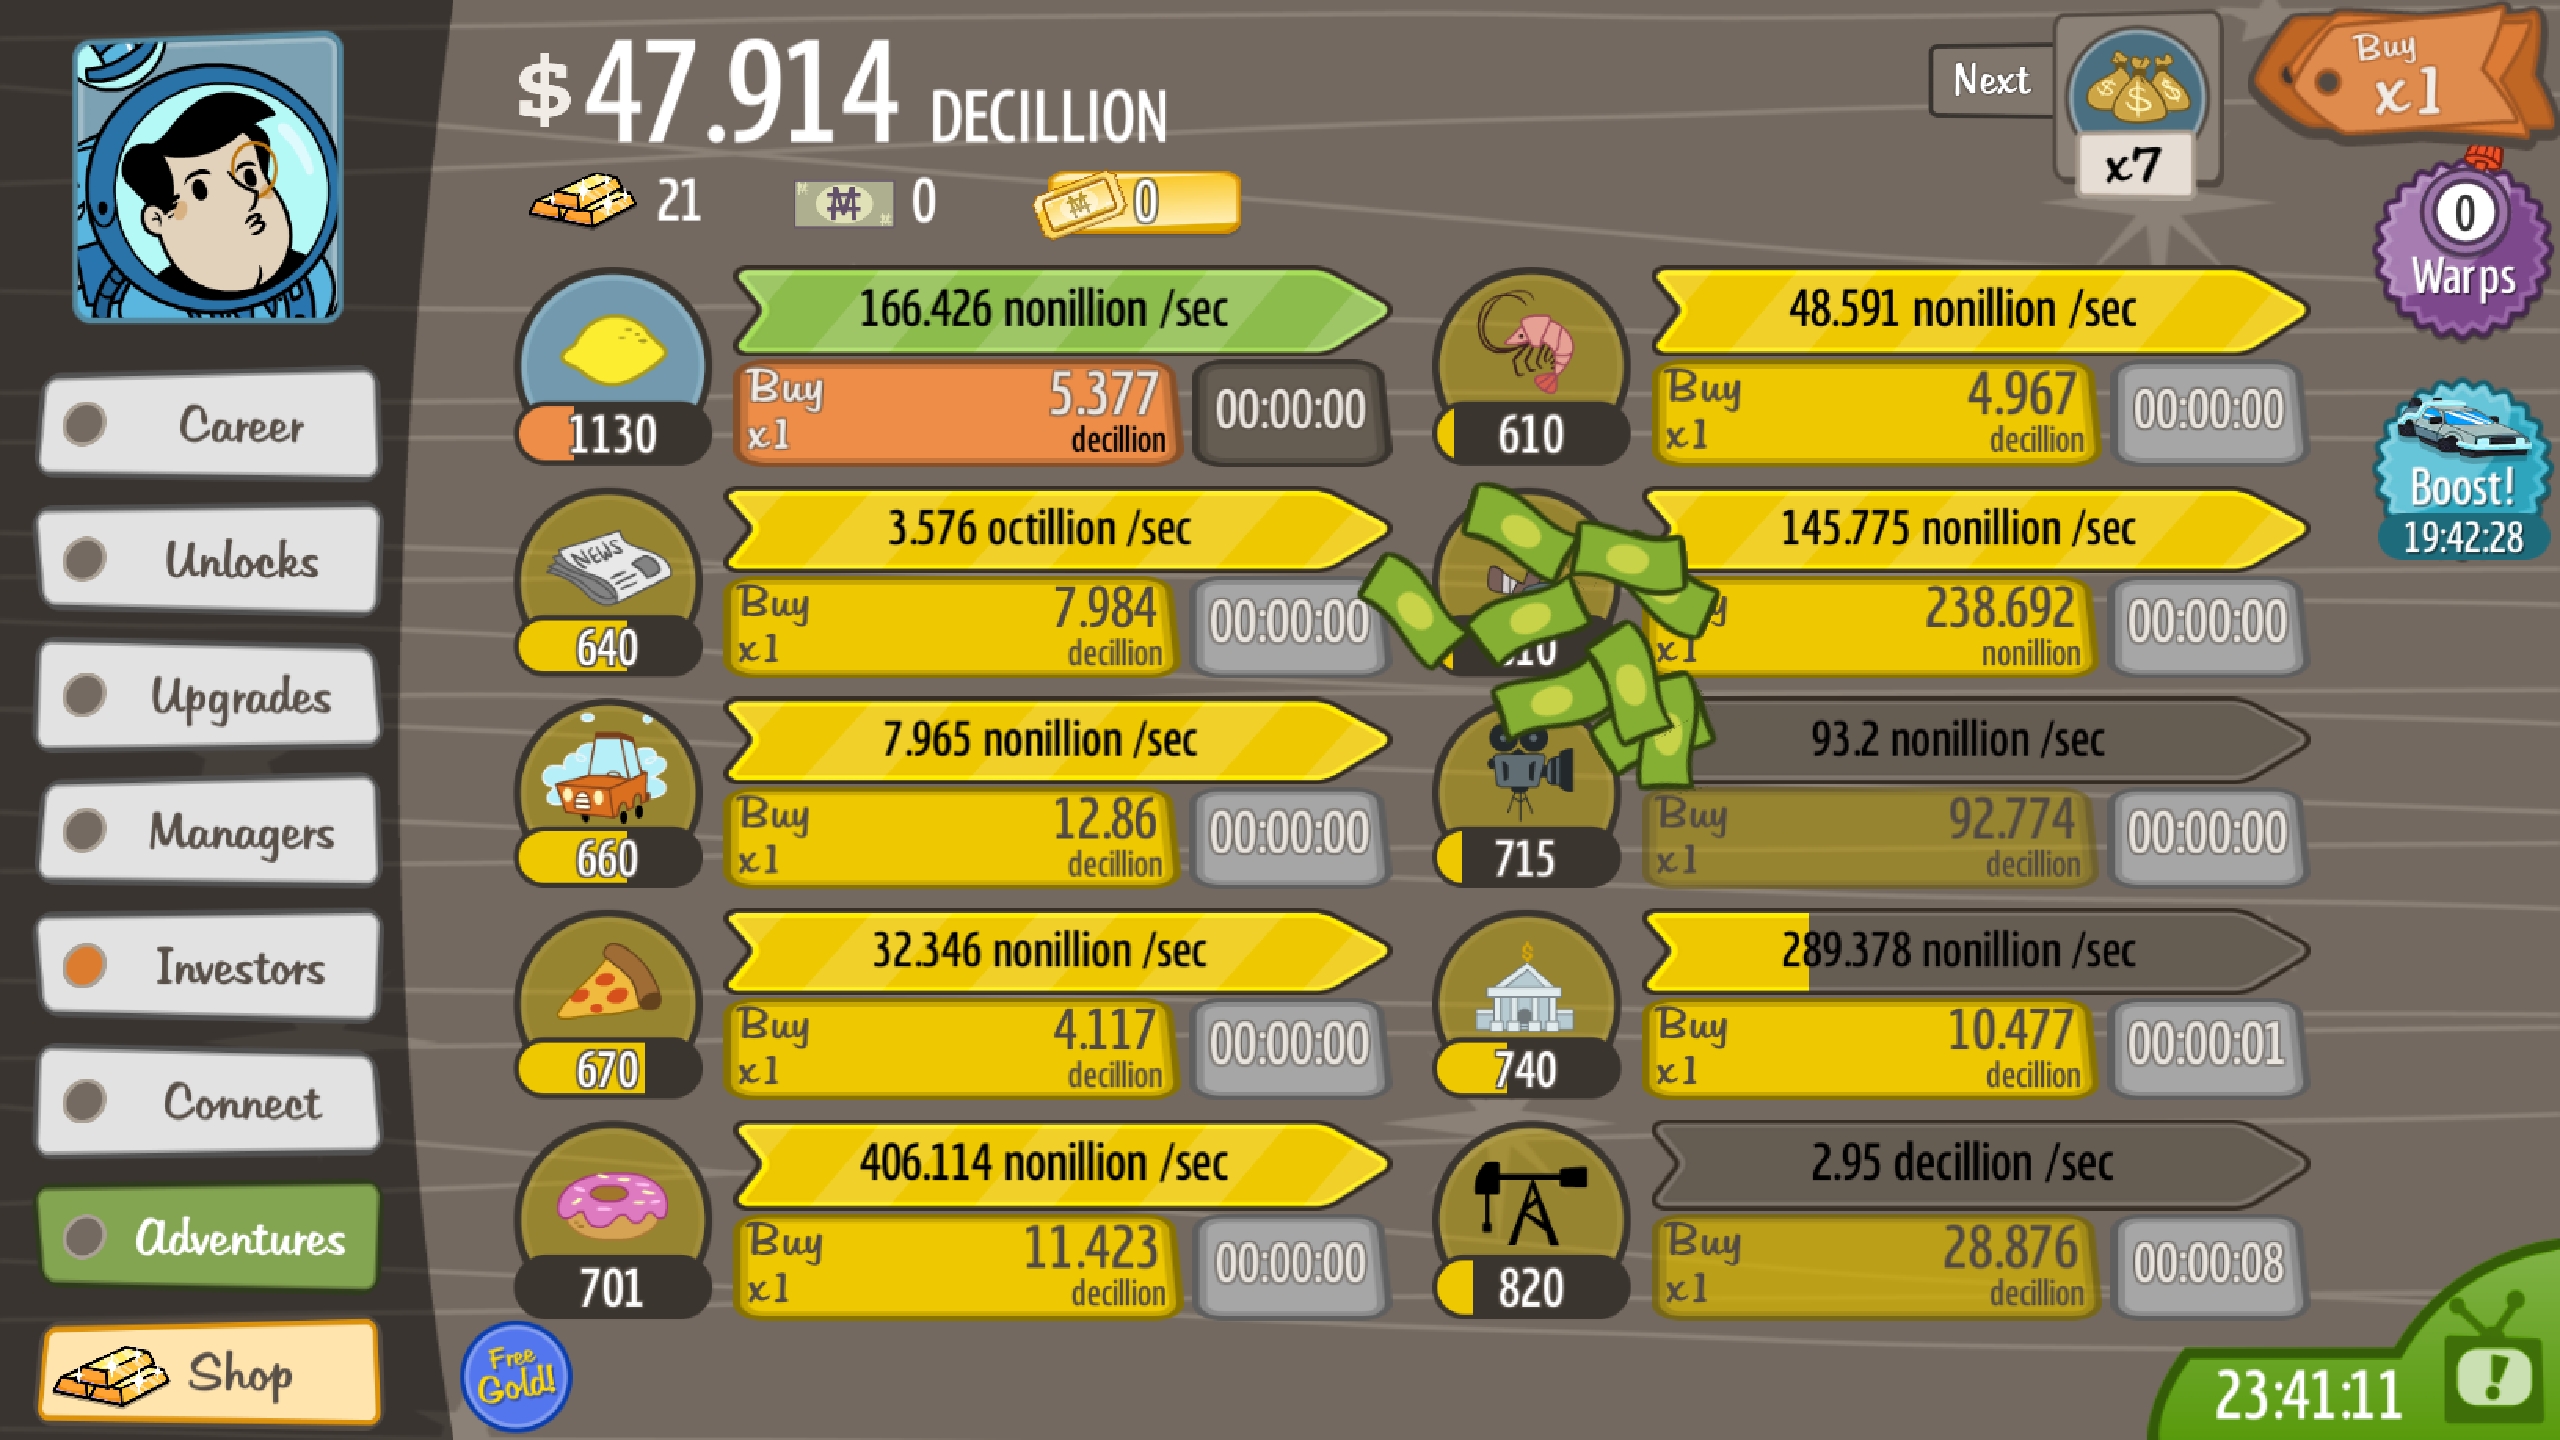 $47.914 DECILLION
21
0
0
Next
x7
Buy
x1
0
Warps
Boost!
19:42:28
Career
Unlocks
Upgrades
Managers
Investors
Connect
Adventures
Shop
166.426 nonillion /sec
1130
Buy
x1
5.377
decillion
00:00:00
NEWS
3.576 octillion /sec
640
Buy
x1
7.984
decillion
00:00:00
7.965 nonillion /sec
660
Buy
x1
12.86
decillion
00:00:00
32.346 nonillion /sec
670
Buy
x1
4.117
decillion
00:00:00
406.114 nonillion /sec
701
Buy
x1
11.423
decillion
00:00:00
48.591 nonillion /sec
610
Buy
x1
4.967
decillion
00:00:00
145.775 nonillion /sec
x1
238.692
nonillion
00:00:00
93.2 nonillion /sec
715
Buy
x1
92.774
decillion
00:00:00
289.378 nonillion /sec
740
Buy
x1
10.477
decillion
00:00:01
2.95 decillion /sec
820
Buy
x1
28.876
decillion
00:00:08
Free
Gold!
23:41:11
!